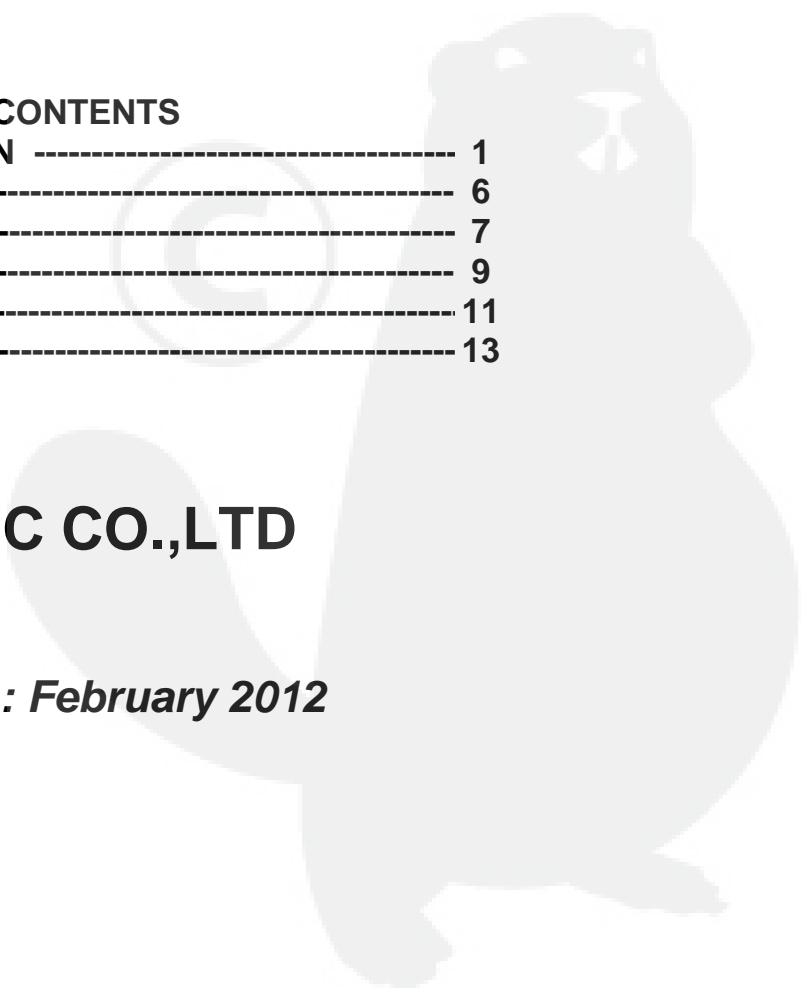 CONTENTS
N ----------------------------------- 1
-------------------------------------- 6
-------------------------------------- 7
-------------------------------------- 9
--------------------------------------11
-------------------------------------- 13
©
C CO.,LTD
: February 2012